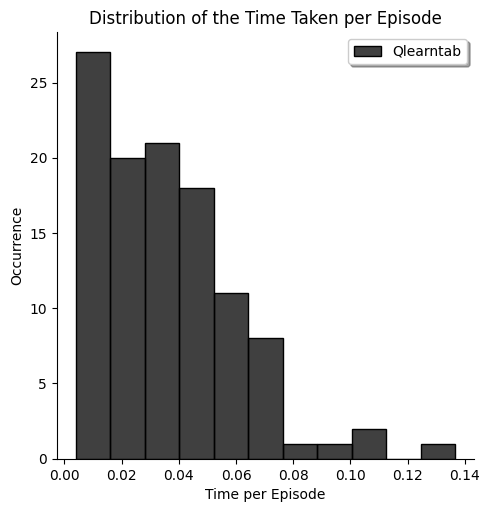 Distribution of the Time Taken per Episode
Qlearntab
25
20
15
10
5
0
Occurrence
0.00 0.02 0.04 0.06 0.08 0.10 0.12 0.14
Time per Episode